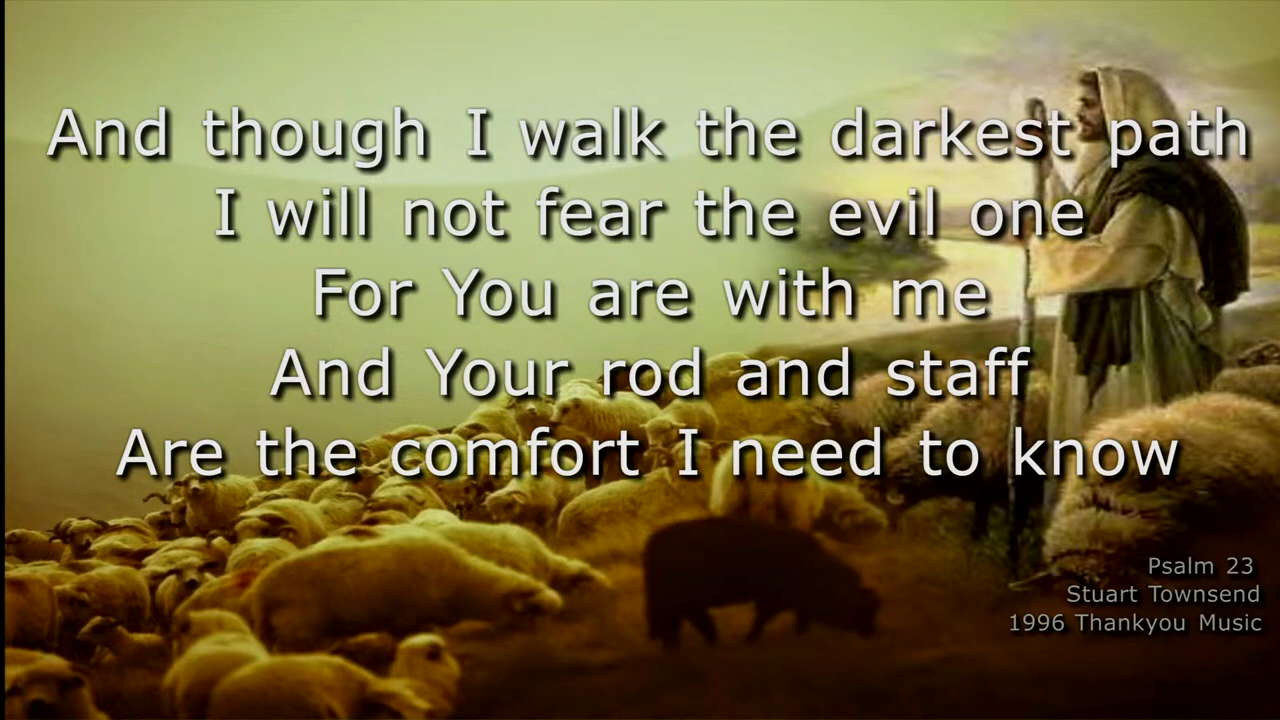 And though I walk the darkest path
I will not fear the evil one
For You are with me
And Your rod and staff
Are the comfort I need to know
Psalm 23
Stuart Townsend
1996 Thankyou Music